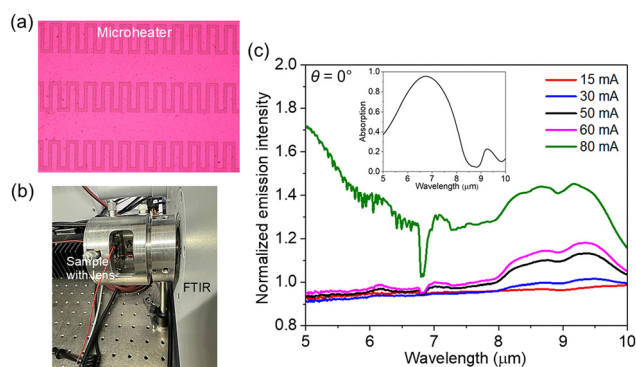 (a)
Microheater
(b)
Sample
with lens
FTIR
(c)
θ = 0°
Normalized emission intensity
2.0
1.8
1.6
1.4
1.2
1.0
0.8
5
6
7
8
9
10
Wavelength (μm)
Absorption
1.0
0.8
0.6
0.4
0.2
0.0
5
6
7
8
9
10
Wavelength (μm)
15 mA
30 mA
50 mA
60 mA
80 mA